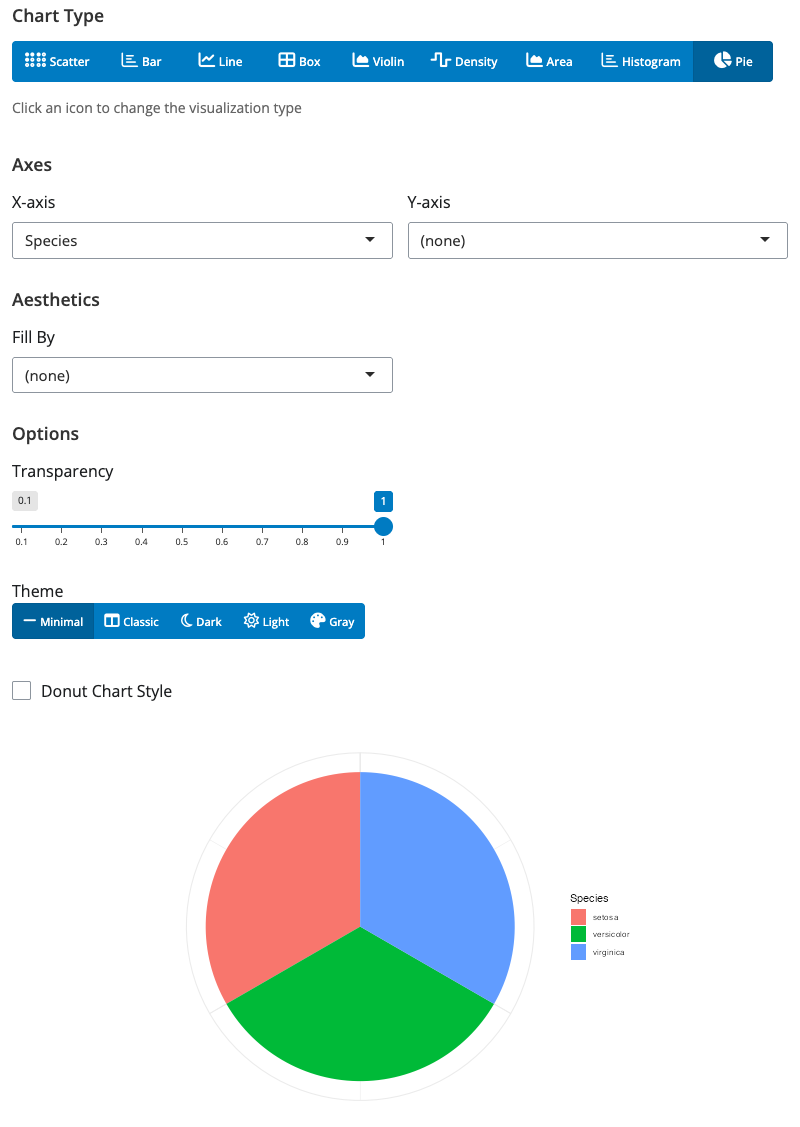 Chart Type
Scatter Bar Line Box Violin Density Area Histogram Pie
Click an icon to change the visualization type
Axes
X-axis Y-axis
Species (none)
Aesthetics
Fill By
(none)
Options
Transparency
0.1 1
0.1 0.2 0.3 0.4 0.5 0.6 0.7 0.8 0.9 1
Theme
Minimal Classic Dark Light Gray
Donut Chart Style
Species
setosa
versicolor
virginica